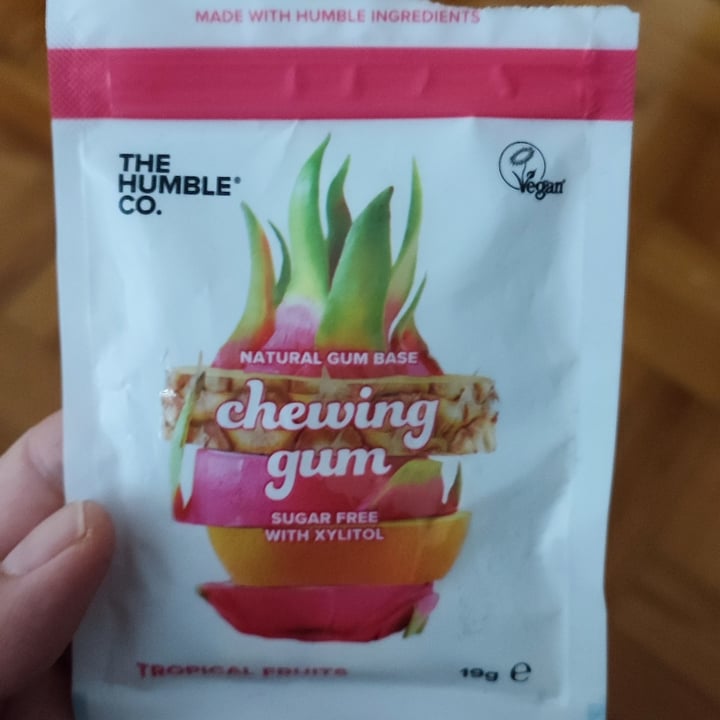 MADE WITH HUMBLE INGREDIENTS
THE
HUMBLE®
CO.
Vegan
NATURAL GUM BASE
chewing
gum
SUGAR FREE
WITH XYLITOL
TROPICAL FRUITS
19g ℮